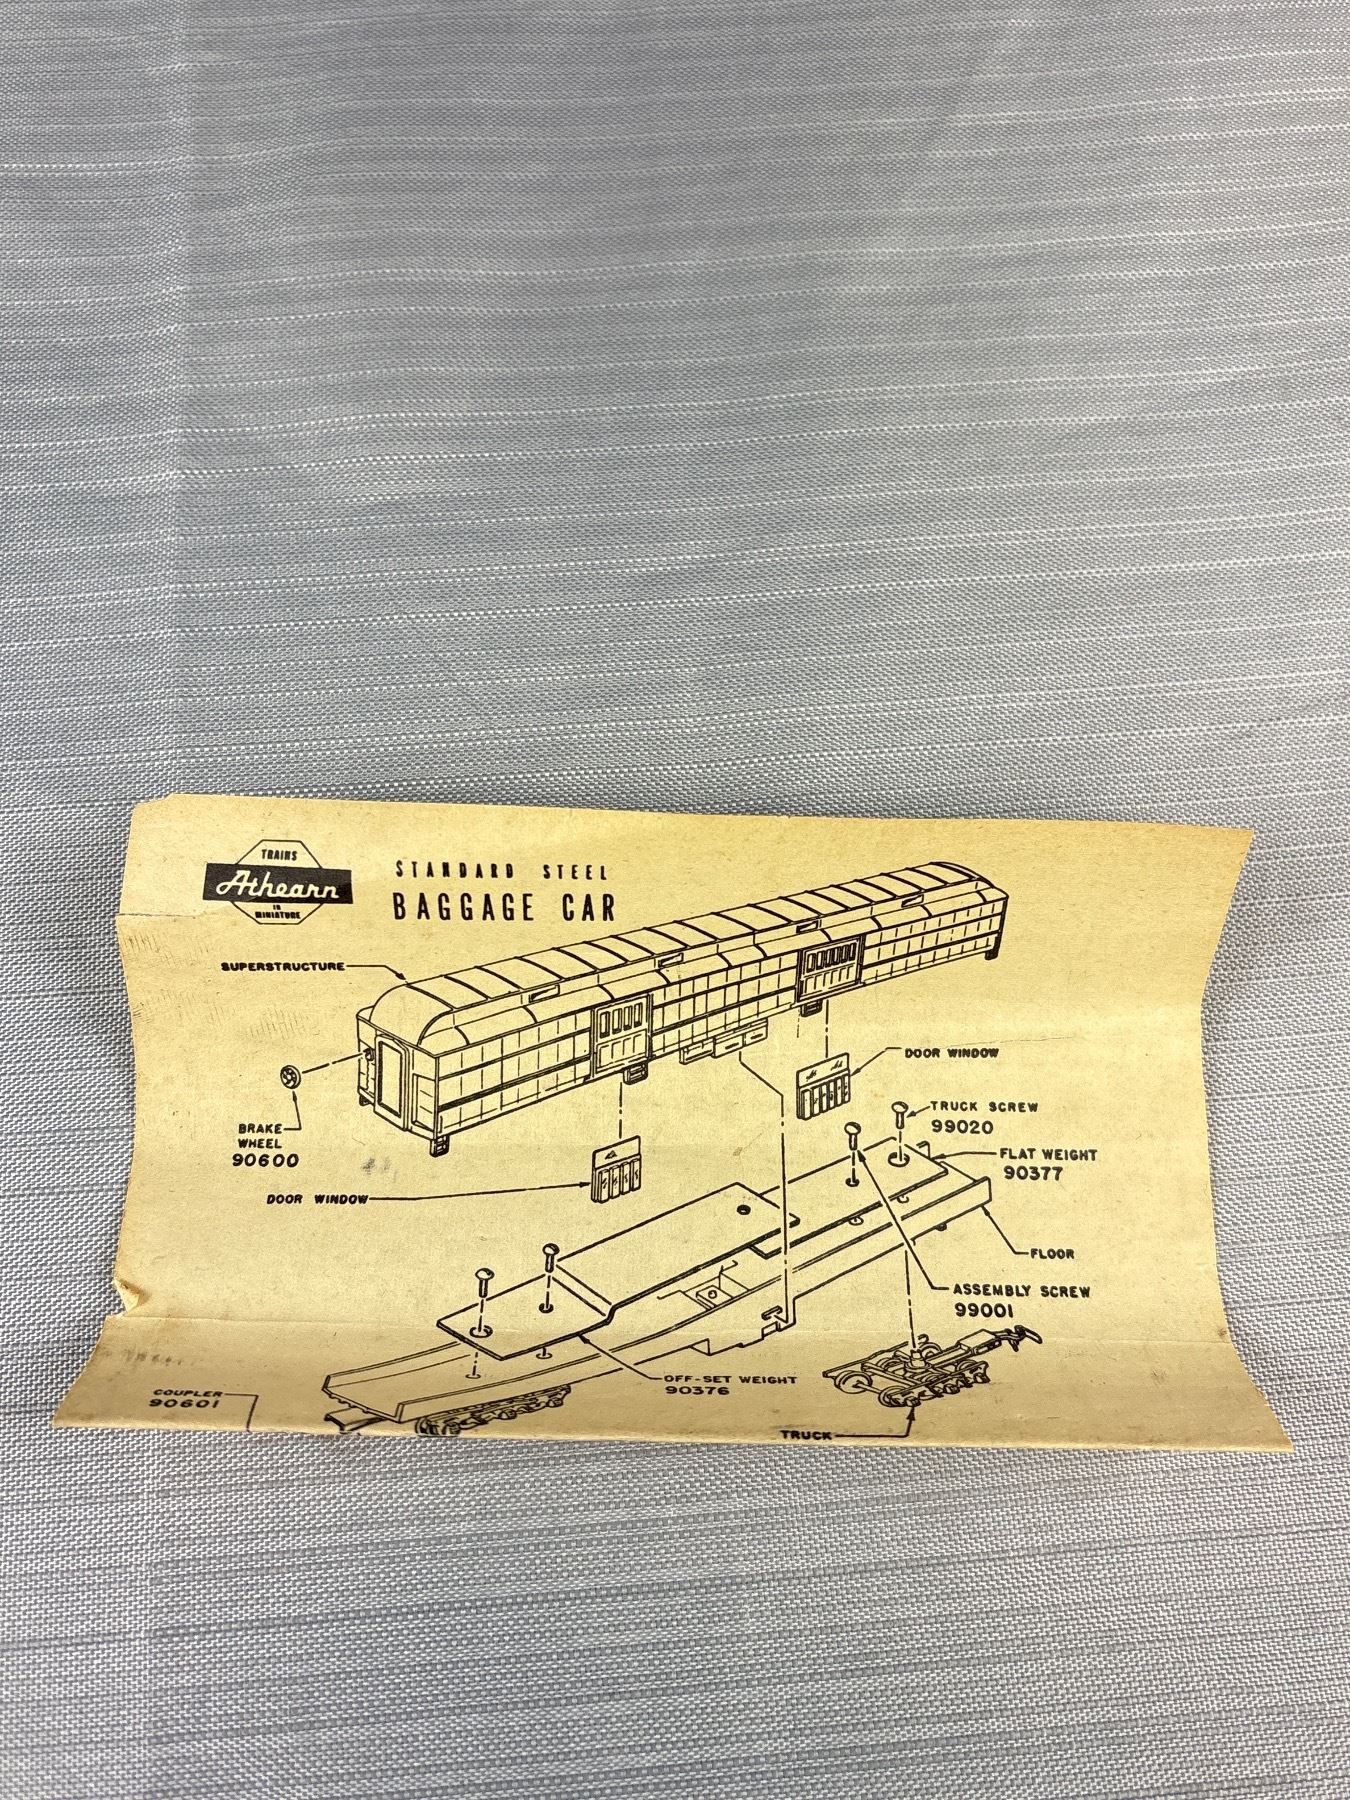 TRAINS
Athearn
IN
MINIATURE
STANDARD STEEL
BAGGAGE CAR
SUPERSTRUCTURE
BRAKE
WHEEL
90600
DOOR WINDOW
DOOR WINDOW
TRUCK SCREW
99020
FLAT WEIGHT
90377
FLOOR
ASSEMBLY SCREW
99001
OFF-SET WEIGHT
90376
COUPLER
90601
TRUCK